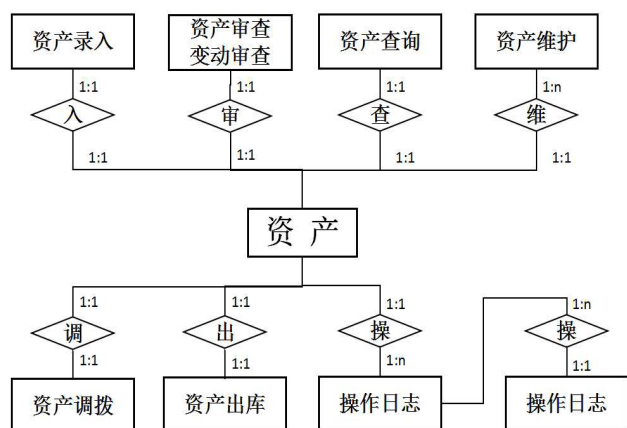 资产录入
资产审查
变动审查
资产查询
资产维护
1:1
1:1
1:1
1:n
入
审
查
维
1:1
1:1
1:1
1:1
资 产
1:1
1:1
1:1
1:n
调
出
操
操
1:1
1:1
1:n
1:1
资产调拨
资产出库
操作日志
操作日志